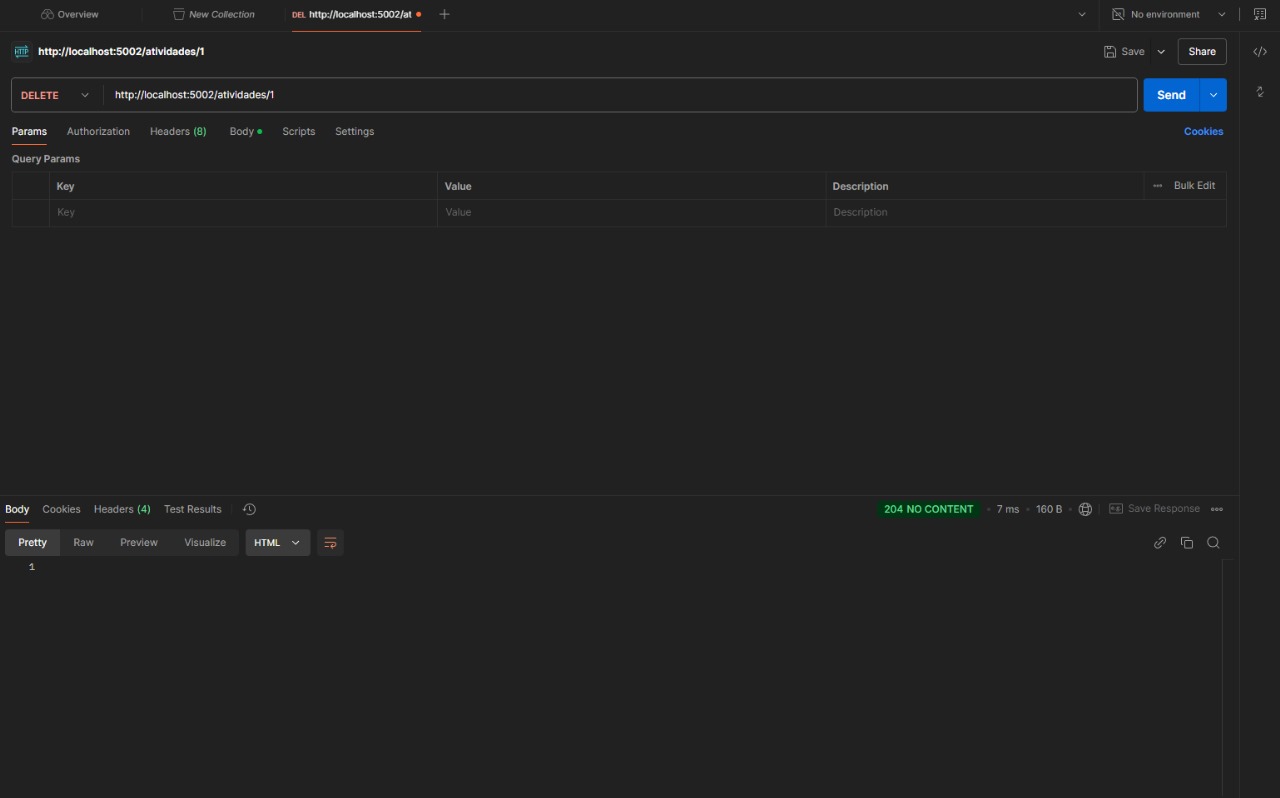 Overview New Collection DEL http://localhost:5002/at No environment
HTTP http://localhost:5002/atividades/1 Save Share
DELETE http://localhost:5002/atividades/1 Send
Params Authorization Headers (8) Body Scripts Settings Cookies
Query Params
Key Value Description Bulk Edit
Key Value Description
Body Cookies Headers (4) Test Results 204 NO CONTENT 7 ms 160 B Save Response
Pretty Raw Preview Visualize HTML
1